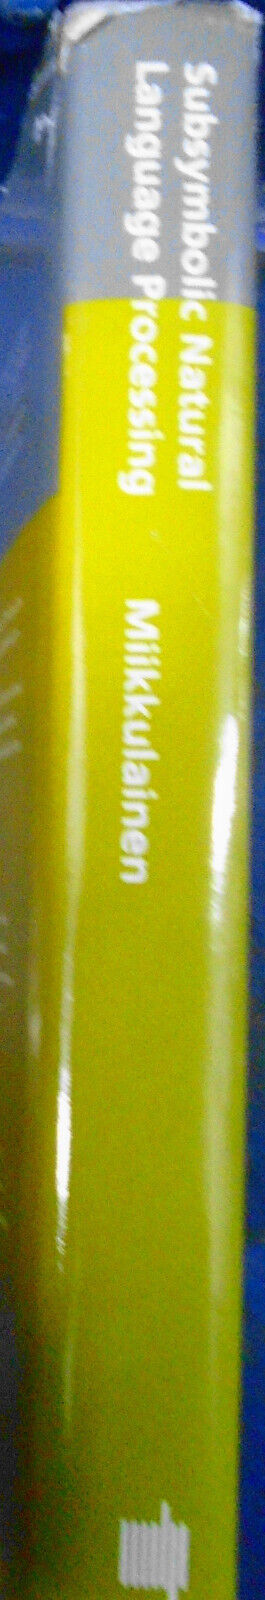 Subsymbolic Natural
Language Processing
Miikkulainen